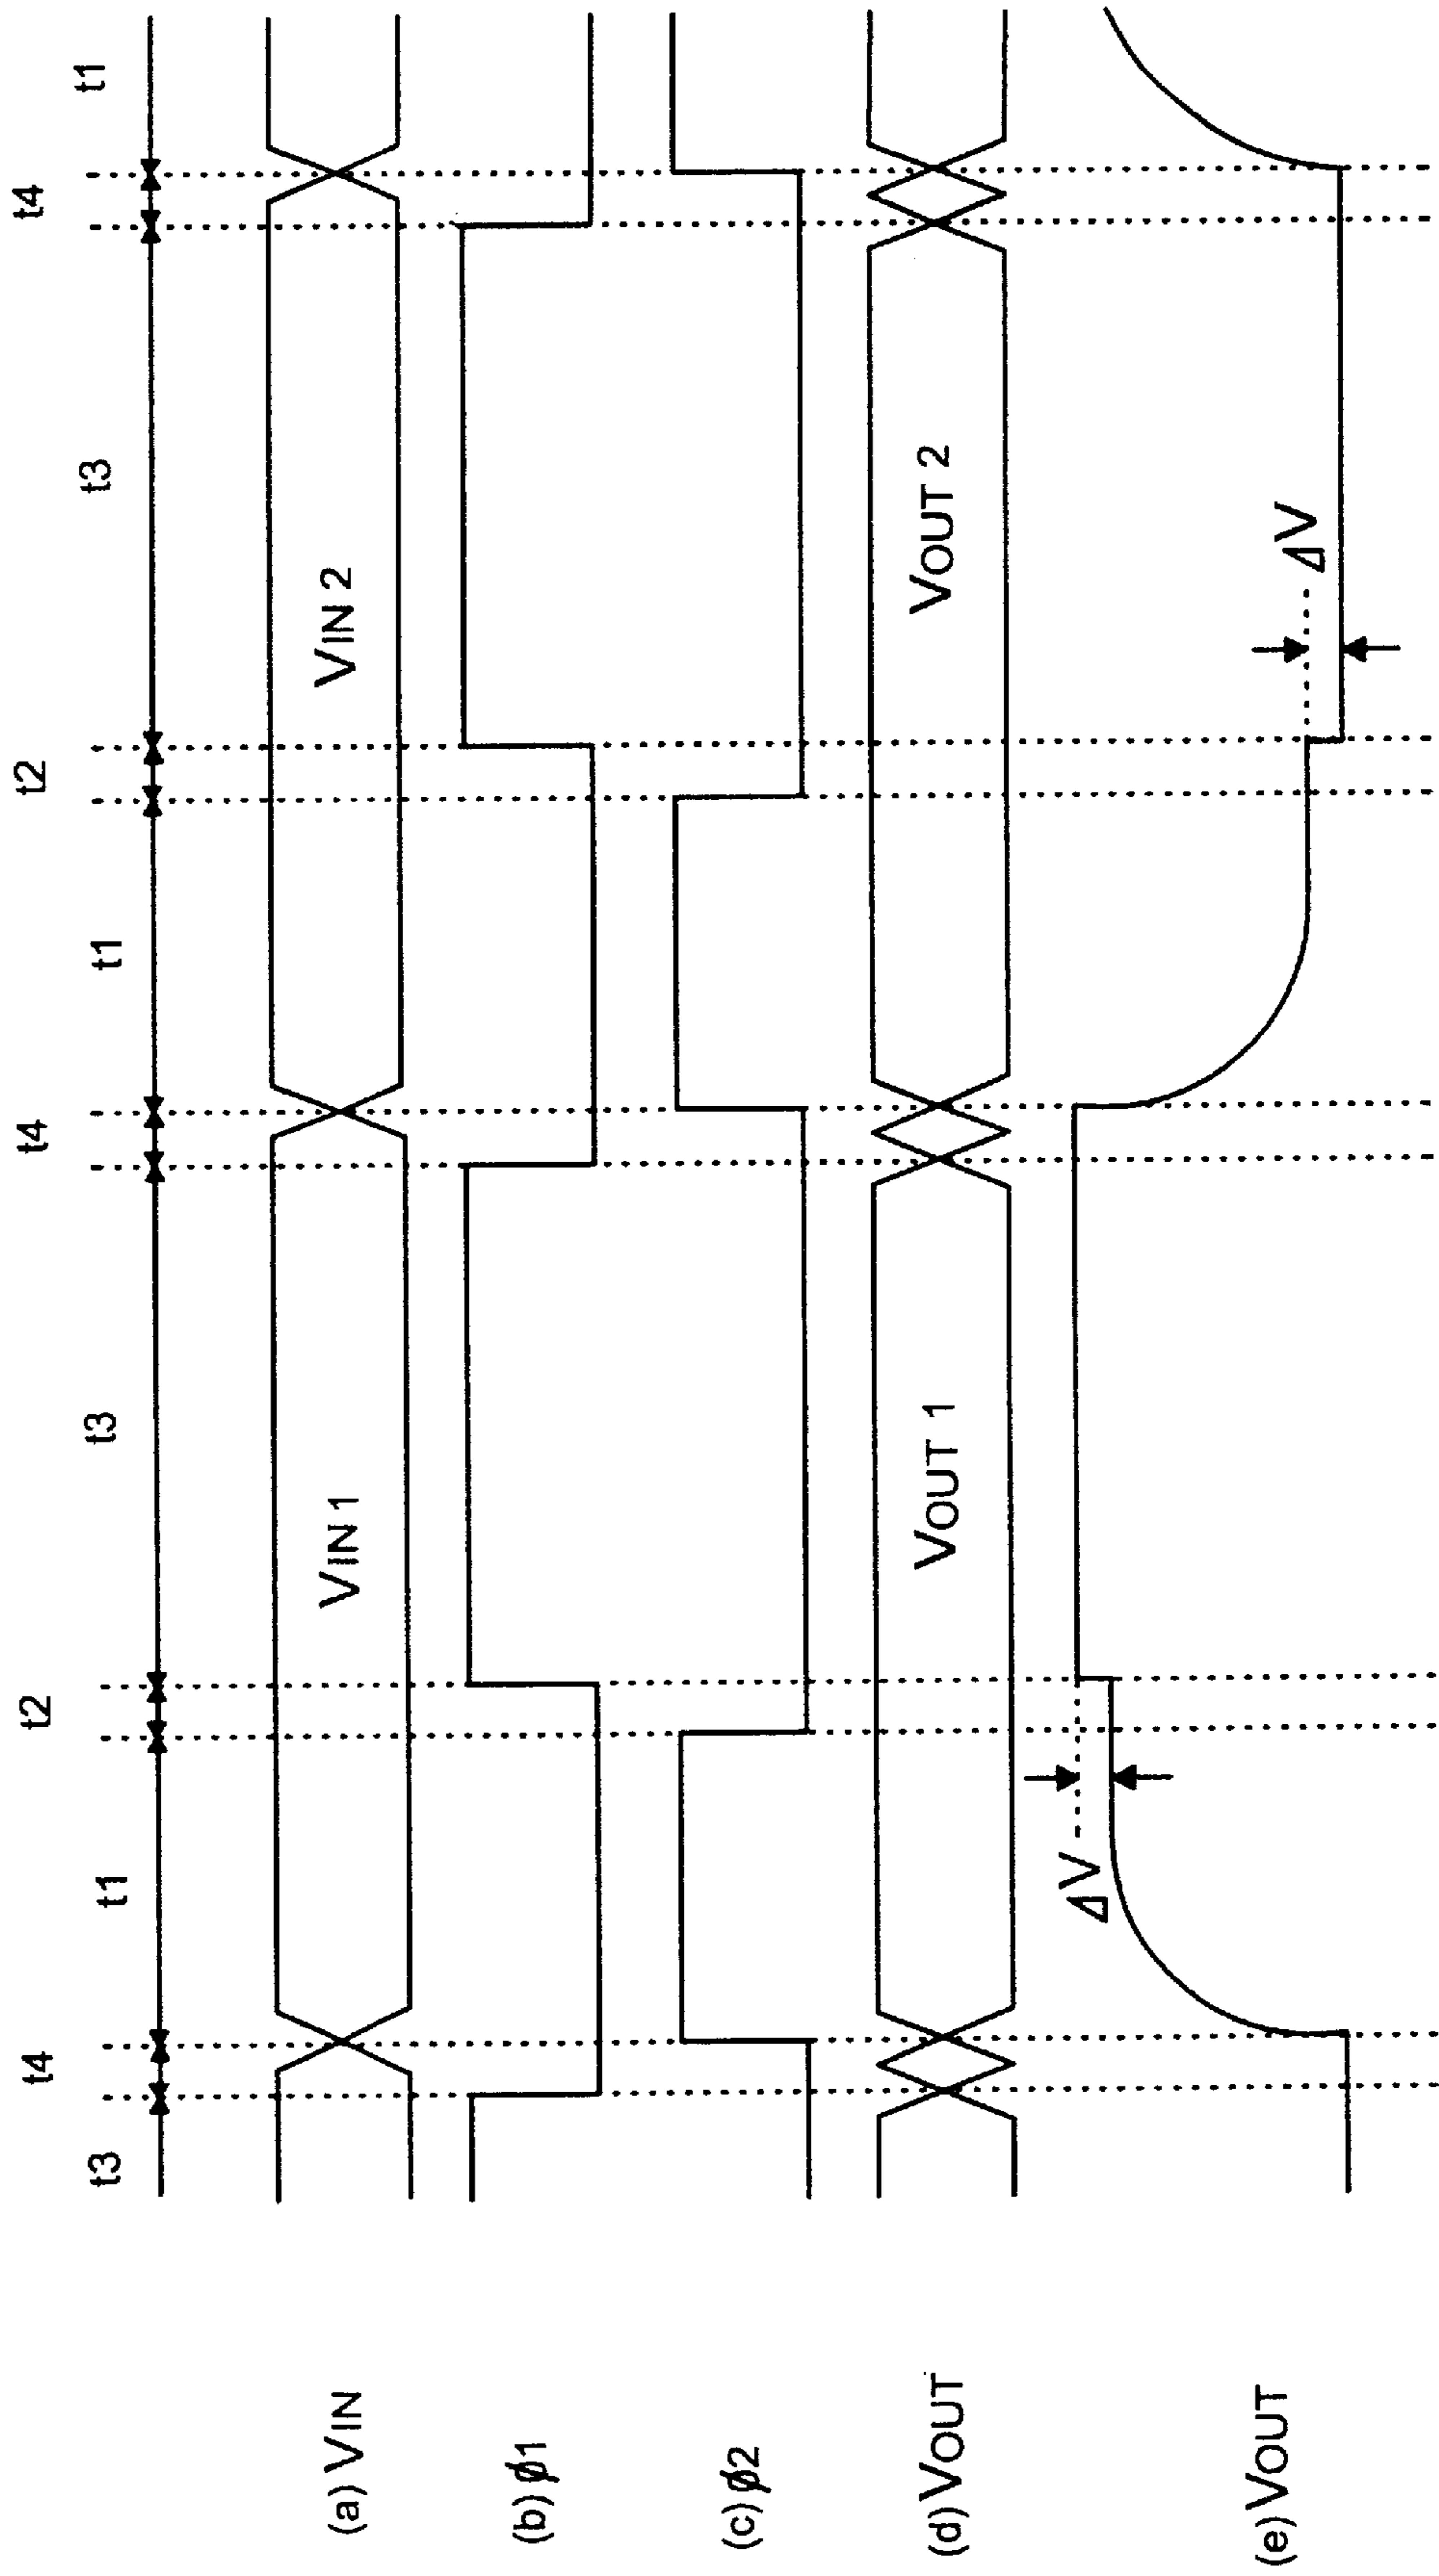 t3 t4 t1 t2 t3 t4 t1 t2 t3 t4 t1
(a) VIN VIN 1 VIN 2
(b) ϕ1
(c) ϕ2
(d) VOUT VOUT 1 VOUT 2
(e) VOUT ΔV ΔV